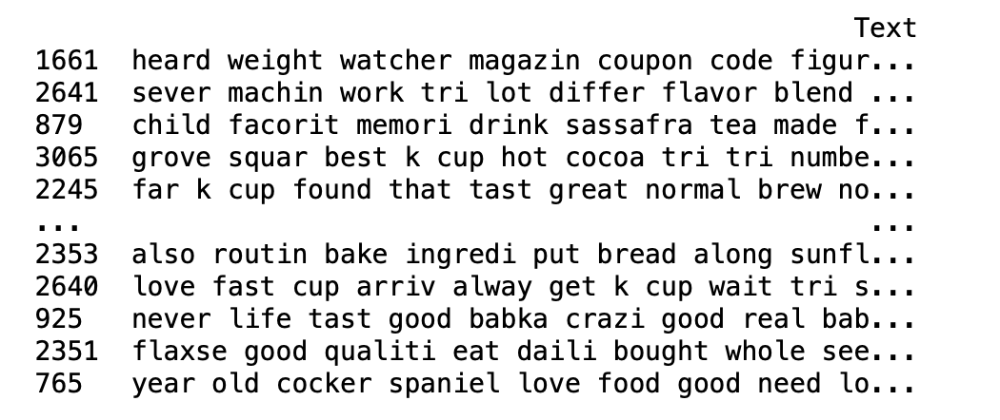 Text
1661 heard weight watcher magazin coupon code figur...
2641 sever machin work tri lot differ flavor blend ...
879 child facorit memori drink sassafra tea made f...
3065 grove squar best k cup hot cocoa tri tri numbe...
2245 far k cup found that tast great normal brew no...
... ...
2353 also routin bake ingredi put bread along sunfl...
2640 love fast cup arriv alway get k cup wait tri s...
925 never life tast good babka crazi good real bab...
2351 flaxse good qualiti eat daili bought whole see...
765 year old cocker spaniel love food good need lo...